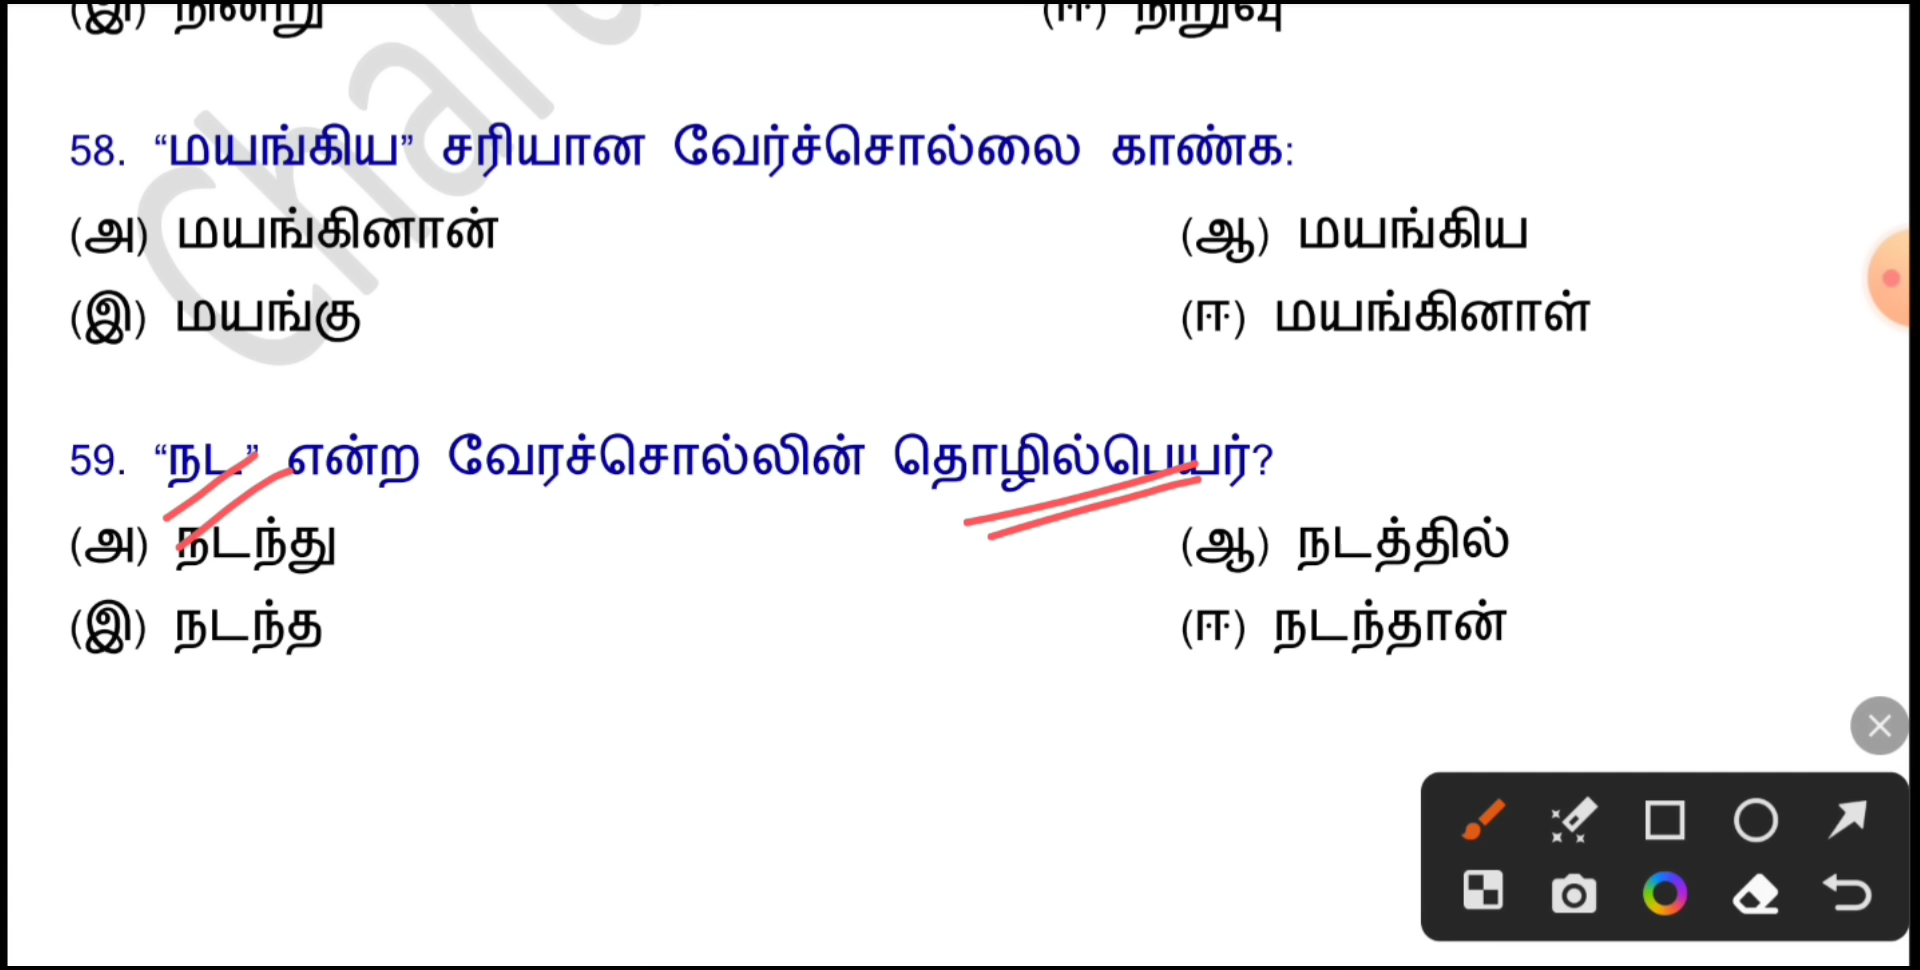 (இ) நின்று (ஈ) நிறுவு
58. “மயங்கிய” சரியான வேர்ச்சொல்லை காண்க:
(அ) மயங்கினான் (ஆ) மயங்கிய
(இ) மயங்கு (ஈ) மயங்கினாள்
59. “நட” என்ற வேரச்சொல்லின் தொழில்பெயர்?
(அ) நடந்து (ஆ) நடத்தில்
(இ) நடந்த (ஈ) நடந்தான்